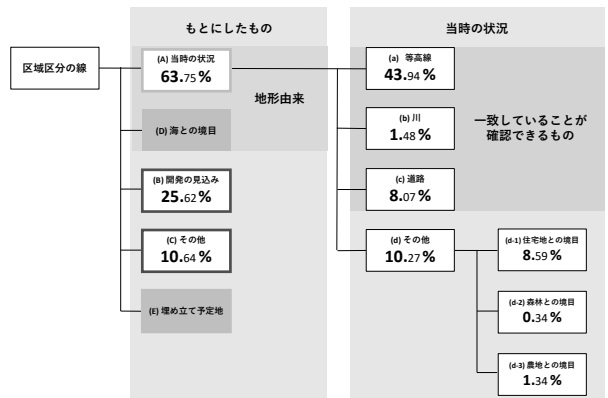 もとにしたもの
当時の状況
区域区分の線
(A) 当時の状況
63.75%
地形由来
(D) 海との境目
(B) 開発の見込み
25.62%
(C) その他
10.64%
(E) 埋め立て予定地
(a) 等高線
43.94%
(b) 川
1.48%
一致していることが
確認できるもの
(c) 道路
8.07%
(d) その他
10.27%
(d-1) 住宅地との境目
8.59%
(d-2) 森林との境目
0.34%
(d-3) 農地との境目
1.34%